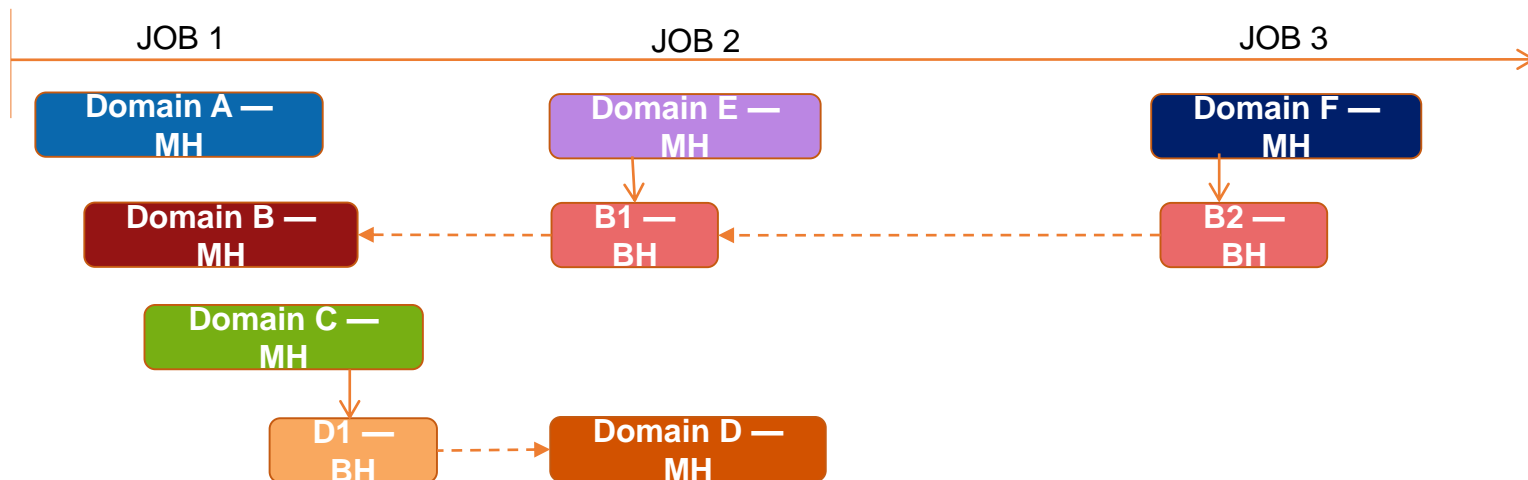 JOB 1
JOB 2
JOB 3
Domain A —
MH
Domain E —
MH
Domain F —
MH
Domain B —
MH
B1 —
BH
B2 —
BH
Domain C —
MH
D1 —
BH
Domain D —
MH